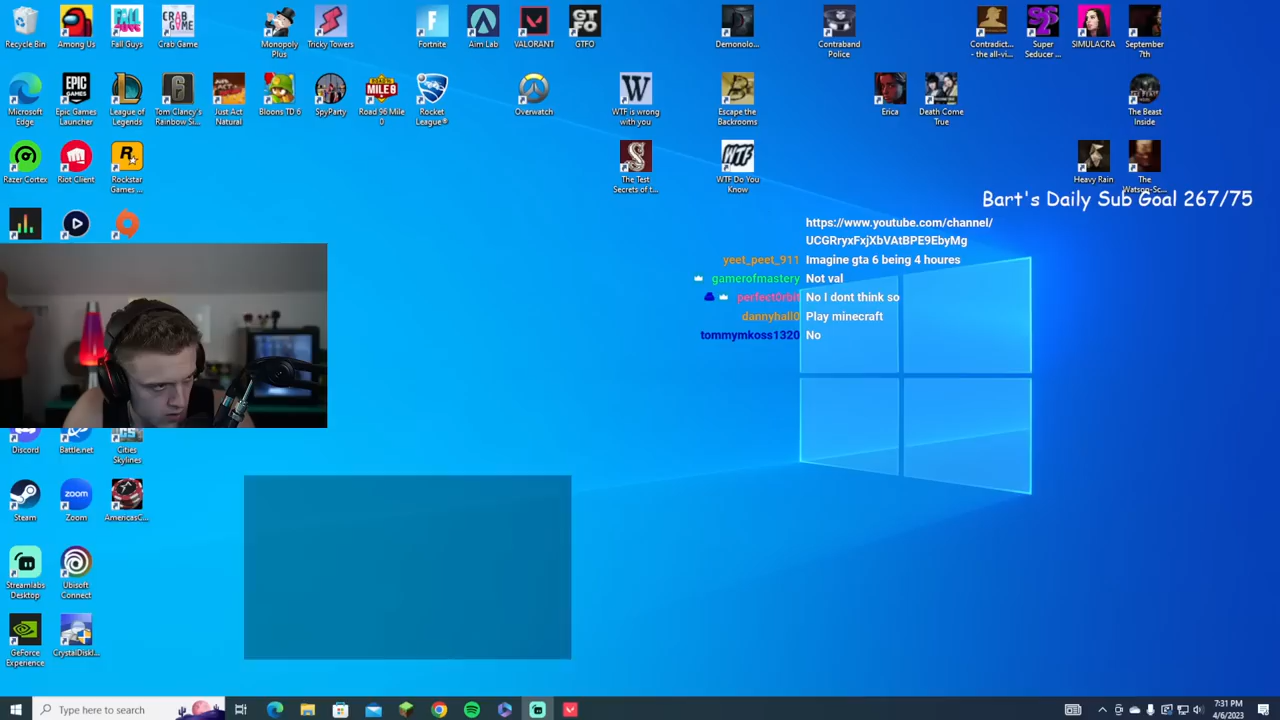 Recycle Bin
Among Us
Fall Guys
Crab Game
Monopoly Plus
Tricky Towers
Fortnite
Aim Lab
VALORANT
GTFO
Demonolo...
Contraband Police
Contradict... - the all-vi...
Super Seducer ...
SIMULACRA
September 7th
Microsoft Edge
Epic Games Launcher
League of Legends
Tom Clancy's Rainbow Si...
Just Act Natural
Bloons TD 6
SpyParty
Road 96 Mile 0
Rocket League®
Overwatch
WTF is wrong with you
Escape the Backrooms
Erica
Death Come True
The Beast Inside
Razer Cortex
Riot Client
Rockstar Games ...
The Test Secrets of t...
WTF Do You Know
Heavy Rain
The Watson-Sc...
Bart's Daily Sub Goal 267/75
https://www.youtube.com/channel/
UCGRryxFxjXbVAtBPE9EbyMg
yeet_peet_911 Imagine gta 6 being 4 houres
gamerofmastery Not val
perfect0rbit No I dont think so
dannyhall0 Play minecraft
tommymkoss1320 No
Discord
Battle.net
Cities Skylines
Steam
Zoom
AmericasC...
Streamlabs Desktop
Ubisoft Connect
GeForce Experience
CrystalDiskI...
Type here to search
7:31 PM
4/6/2023